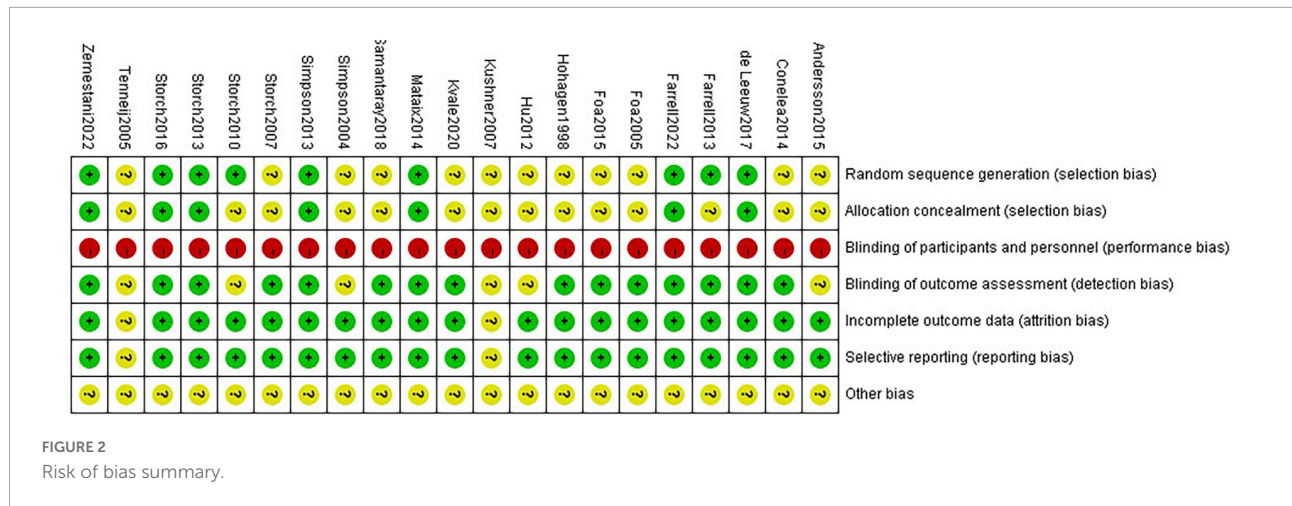 Zemestani2022
Tenneij2005
Storch2016
Storch2013
Storch2010
Storch2007
Simpson2013
Simpson2004
Samantaray2018
Mataix2014
Kvale2020
Kushner2007
Hu2012
Hohagen1998
Foa2015
Foa2005
Farrell2022
Farrell2013
de Leeuw2017
Conelea2014
Andersson2015
+ ? + + + ? + ? ? + ? ? ? ? ? ? + + + ? ? Random sequence generation (selection bias)
+ ? + + ? ? + ? ? + ? ? ? ? ? ? + ? + ? ? Allocation concealment (selection bias)
- - - - - - - - - - - - - - - - - - - - - Blinding of participants and personnel (performance bias)
+ ? + + ? + + ? + + + ? ? + + + + + + + ? Blinding of outcome assessment (detection bias)
+ ? + + + + + + + + + ? + + + + + + + + + Incomplete outcome data (attrition bias)
+ ? + + + + + + + + + ? + + + + + + + + + Selective reporting (reporting bias)
? ? ? ? ? ? ? ? ? ? ? ? ? ? ? ? ? ? ? ? ? Other bias
FIGURE 2
Risk of bias summary.